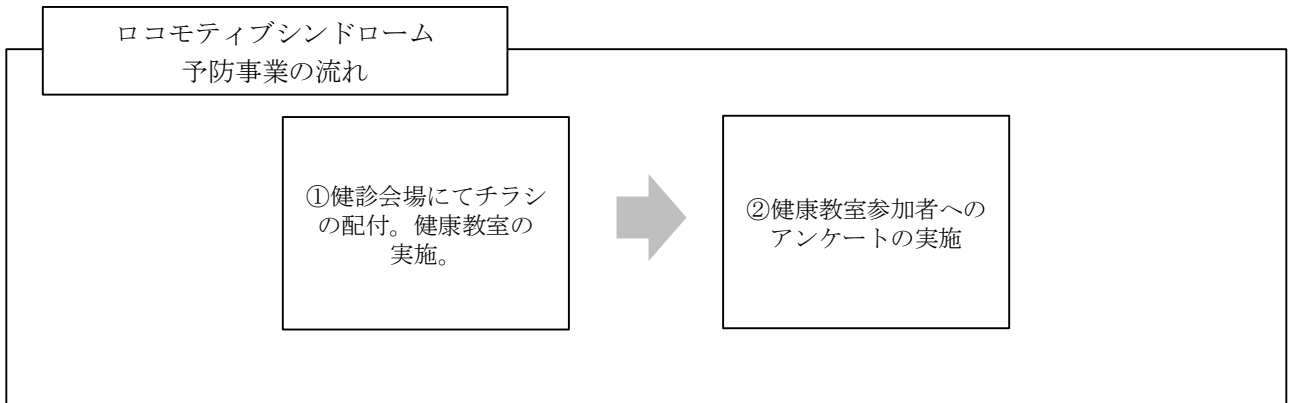 ロコモティブシンドローム
予防事業の流れ
①健診会場にてチラシ
の配付。健康教室の
実施。
②健康教室参加者への
アンケートの実施